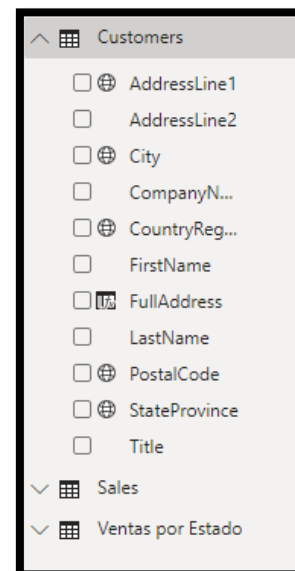 Customers
AddressLine1
AddressLine2
City
CompanyN...
CountryReg...
FirstName
FullAddress
LastName
PostalCode
StateProvince
Title
Sales
Ventas por Estado